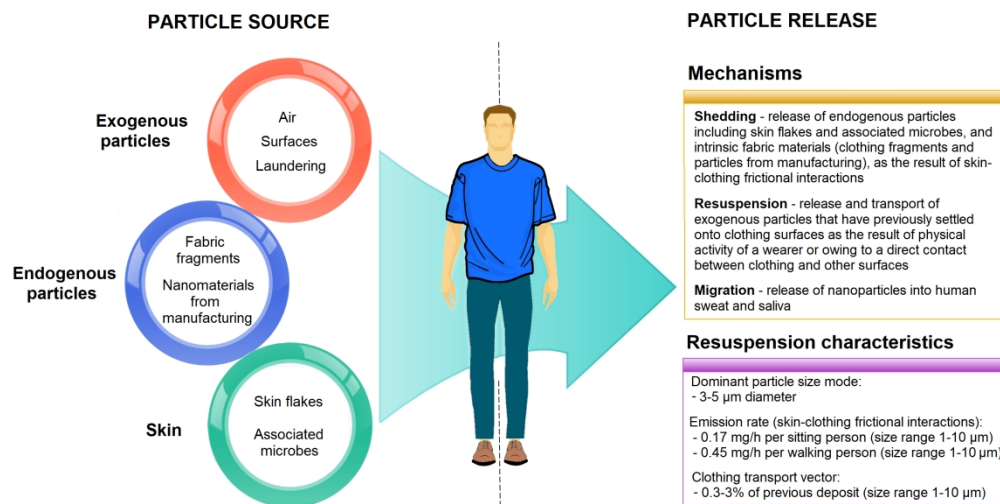 PARTICLE SOURCE
Exogenous
particles
Air
Surfaces
Laundering
Endogenous
particles
Fabric
fragments
Nanomaterials
from
manufacturing
Skin
Skin flakes
Associated
microbes
PARTICLE RELEASE
Mechanisms
Shedding - release of endogenous particles
including skin flakes and associated microbes, and
intrinsic fabric materials (clothing fragments and
particles from manufacturing), as the result of skin-
clothing frictional interactions
Resuspension - release and transport of
exogenous particles that have previously settled
onto clothing surfaces as the result of physical
activity of a wearer or owing to a direct contact
between clothing and other surfaces
Migration - release of nanoparticles into human
sweat and saliva
Resuspension characteristics
Dominant particle size mode:
- 3-5 µm diameter
Emission rate (skin-clothing frictional interactions):
- 0.17 mg/h per sitting person (size range 1-10 µm)
- 0.45 mg/h per walking person (size range 1-10 µm)
Clothing transport vector:
- 0.3-3% of previous deposit (size range 1-10 µm)